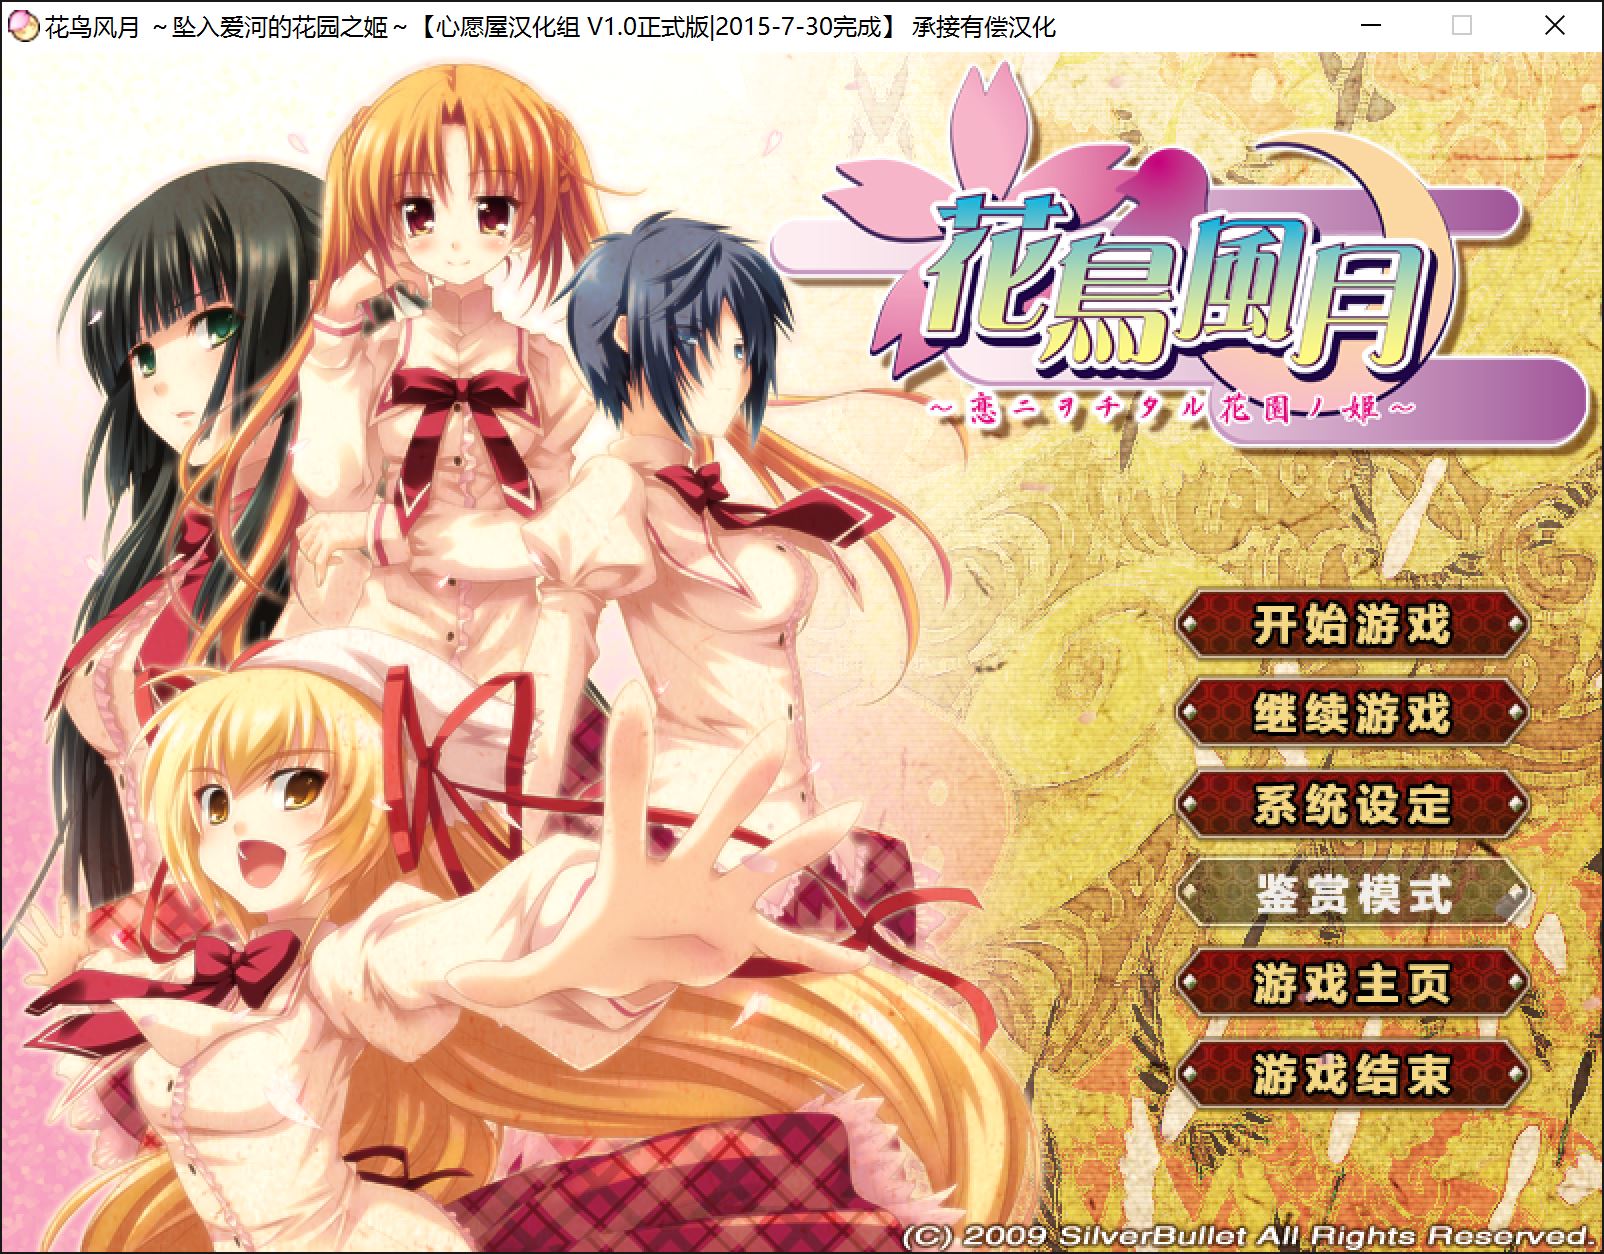 花鸟风月 ～坠入爱河的花园之姬～【心愿屋汉化组 V1.0正式版|2015-7-30完成】 承接有偿汉化
花鳥風月
～恋ニヲチタル花園ノ姫～
开始游戏
继续游戏
系统设定
鉴赏模式
游戏主页
游戏结束
(C) 2009 SilverBullet All Rights Reserved.